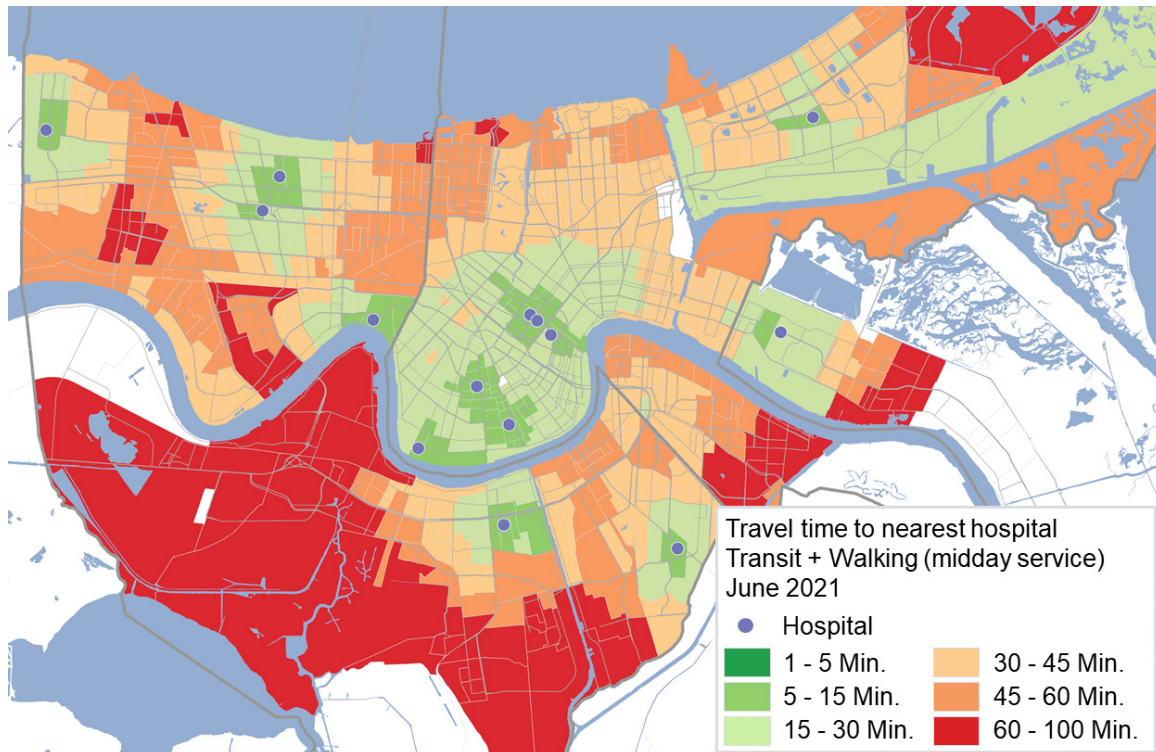 Travel time to nearest hospital
Transit + Walking (midday service)
June 2021
Hospital
1 - 5 Min.
30 - 45 Min.
5 - 15 Min.
45 - 60 Min.
15 - 30 Min.
60 - 100 Min.